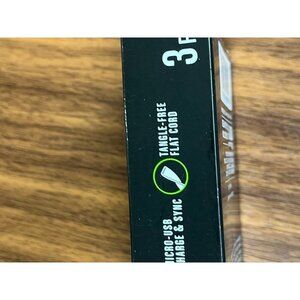 MICRO-USB
CHARGE & SYNC
TANGLE-FREE
FLAT CORD
3 F